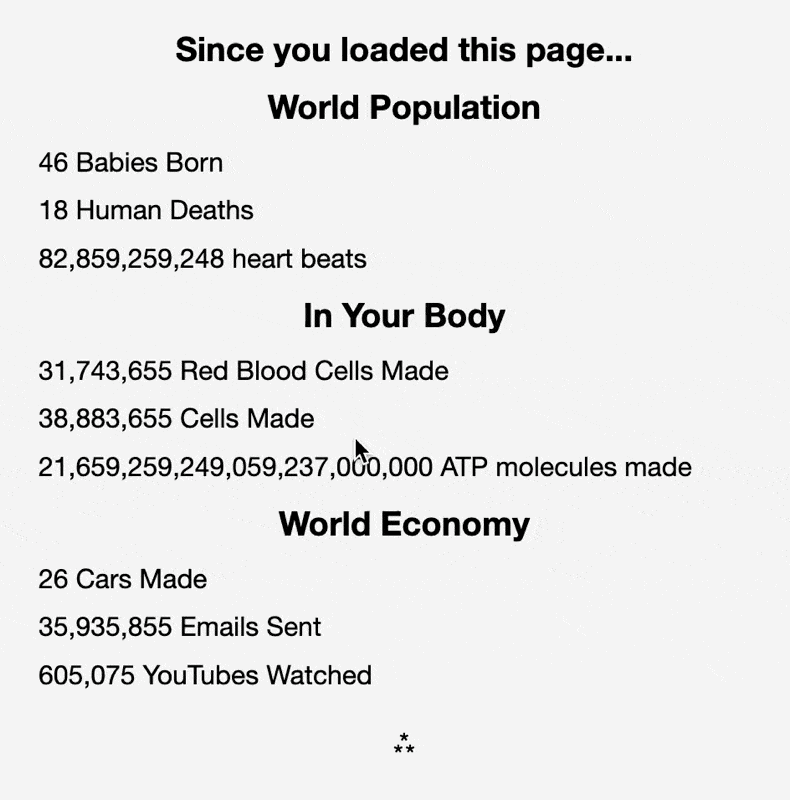 Since you loaded this page...
World Population
46 Babies Born
18 Human Deaths
82,859,259,248 heart beats
In Your Body
31,743,655 Red Blood Cells Made
38,883,655 Cells Made
21,659,259,249,059,237,000,000 ATP molecules made
World Economy
26 Cars Made
35,935,855 Emails Sent
605,075 YouTubes Watched
⁂